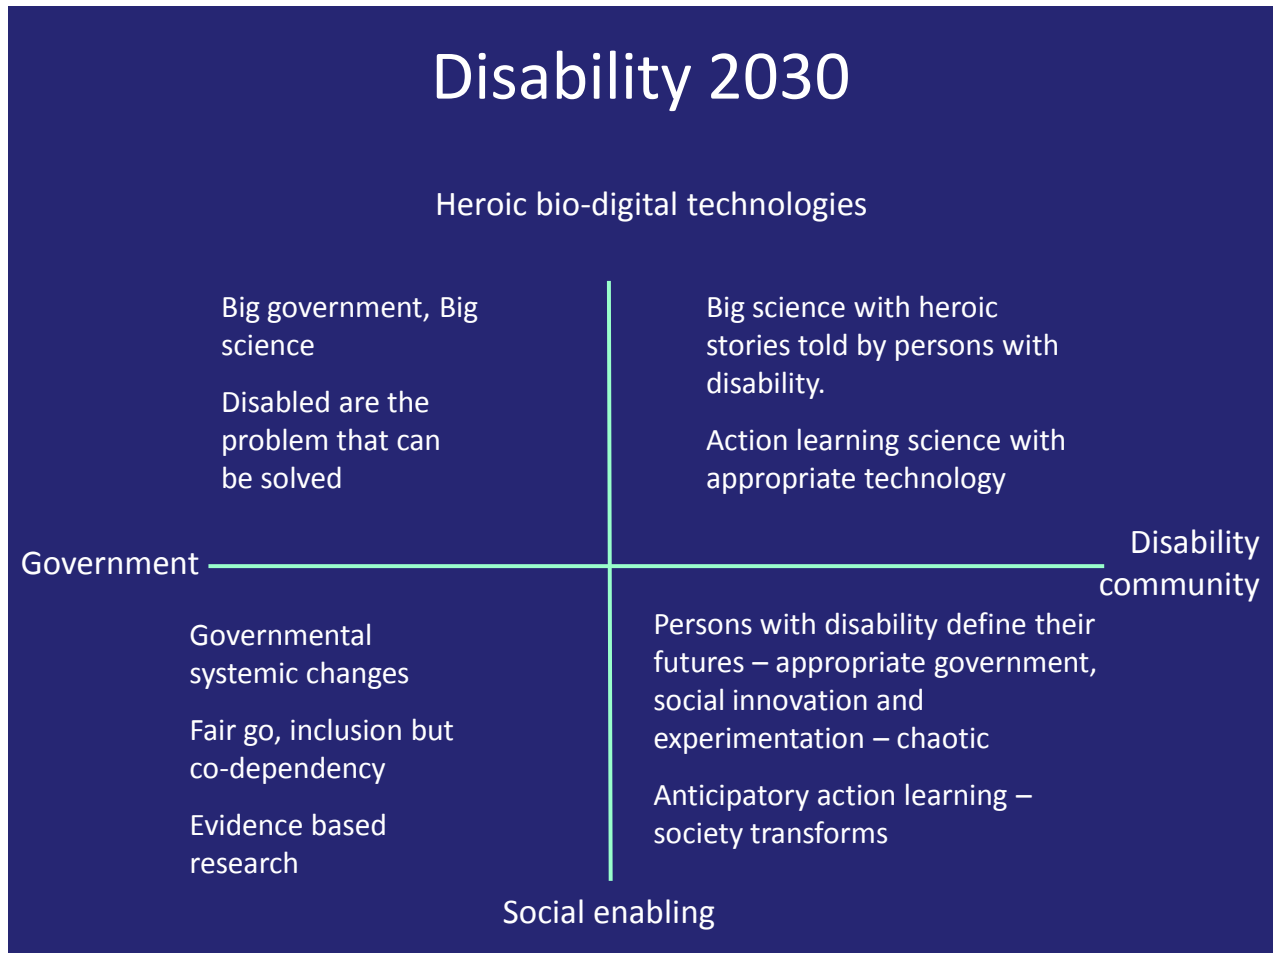 Disability 2030
Heroic bio-digital technologies
Big government, Big
science
Disabled are the
problem that can
be solved
Big science with heroic
stories told by persons with
disability.
Action learning science with
appropriate technology
Government
Disability
community
Governmental
systemic changes
Fair go, inclusion but
co-dependency
Evidence based
research
Persons with disability define their
futures – appropriate government,
social innovation and
experimentation – chaotic
Anticipatory action learning –
society transforms
Social enabling